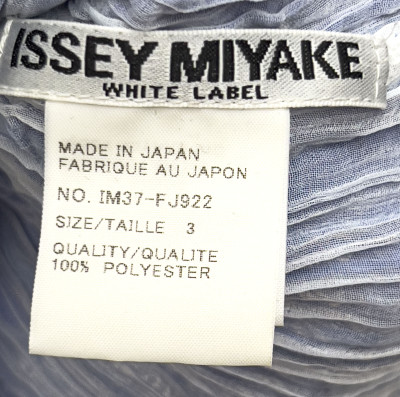 ISSEY MIYAKE
WHITE LABEL
MADE IN JAPAN
FABRIQUE AU JAPON
NO. IM37-FJ922
SIZE/TAILLE 3
QUALITY/QUALITE
100% POLYESTER